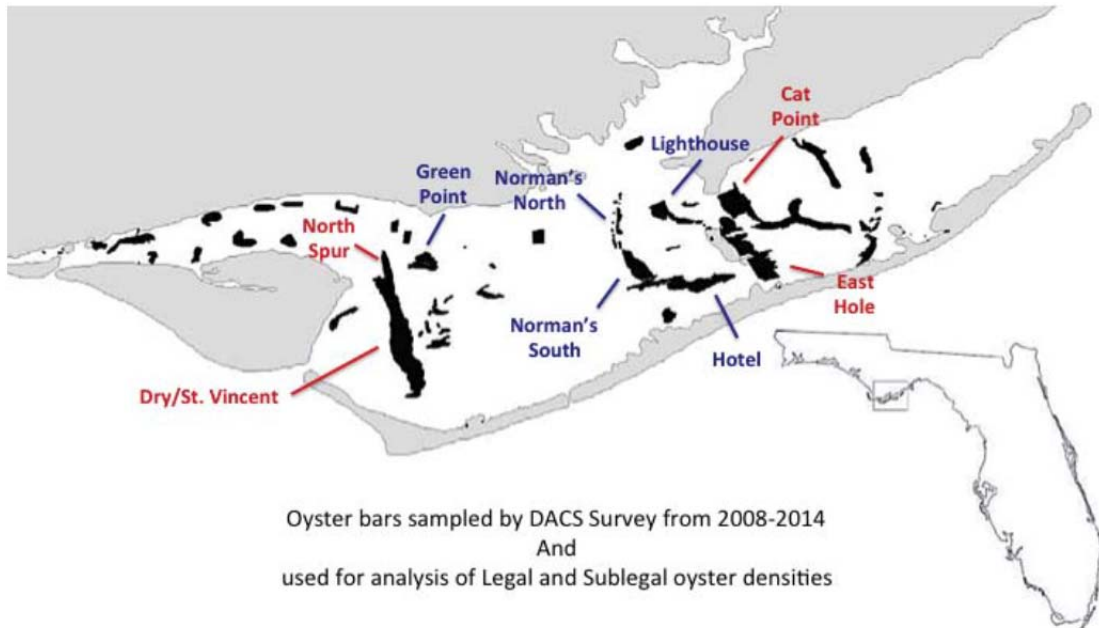 Cat
Point
Lighthouse
Green
Point
Norman's
North
North
Spur
East
Hole
Norman's
South
Hotel
Dry/St. Vincent
Oyster bars sampled by DACS Survey from 2008-2014
And
used for analysis of Legal and Sublegal oyster densities